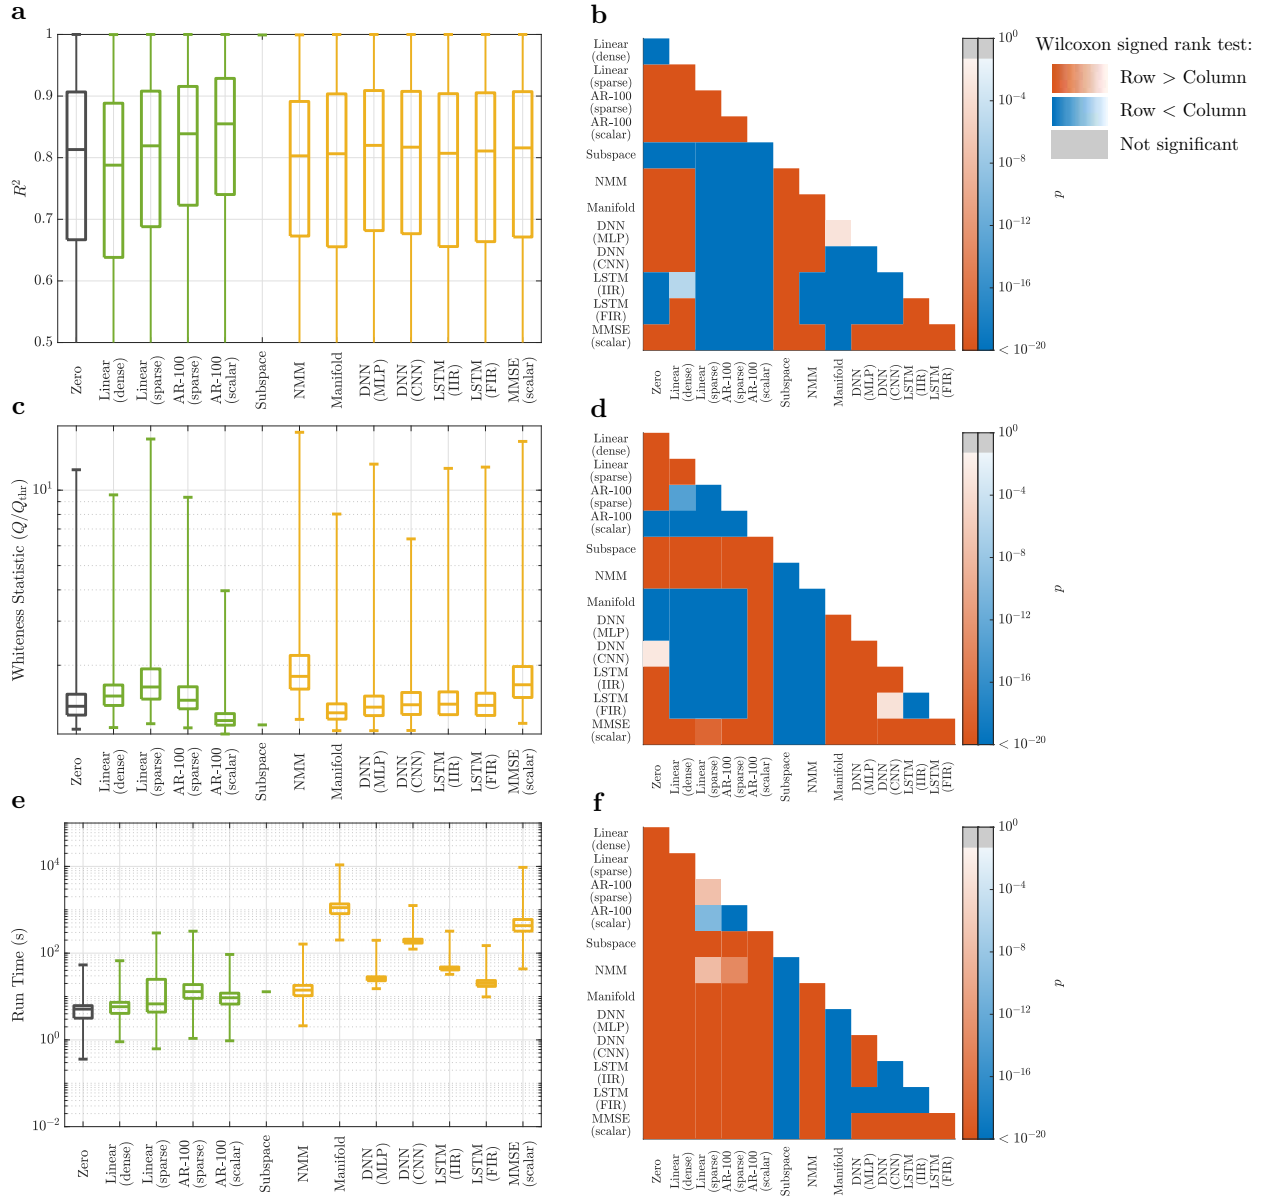 a
1
0.9
0.8
0.7
0.6
0.5
R²
Zero
Linear
(dense)
Linear
(sparse)
AR-100
(sparse)
AR-100
(scalar)
Subspace
NMM
Manifold
DNN
(MLP)
DNN
(CNN)
LSTM
(IIR)
LSTM
(FIR)
MMSE
(scalar)
b
Linear
(dense)
Linear
(sparse)
AR-100
(sparse)
AR-100
(scalar)
Subspace
NMM
Manifold
DNN
(MLP)
DNN
(CNN)
LSTM
(IIR)
LSTM
(FIR)
MMSE
(scalar)
Zero
Linear
(dense)
Linear
(sparse)
AR-100
(sparse)
AR-100
(scalar)
Subspace
NMM
Manifold
DNN
(MLP)
DNN
(CNN)
LSTM
(IIR)
LSTM
(FIR)
10⁰
10⁻⁴
10⁻⁸
10⁻¹²
10⁻¹⁶
< 10⁻²⁰
p
Wilcoxon signed rank test:
Row > Column
Row < Column
Not significant
c
10¹
Whiteness Statistic (Q/Q_thr)
Zero
Linear
(dense)
Linear
(sparse)
AR-100
(sparse)
AR-100
(scalar)
Subspace
NMM
Manifold
DNN
(MLP)
DNN
(CNN)
LSTM
(IIR)
LSTM
(FIR)
MMSE
(scalar)
d
Linear
(dense)
Linear
(sparse)
AR-100
(sparse)
AR-100
(scalar)
Subspace
NMM
Manifold
DNN
(MLP)
DNN
(CNN)
LSTM
(IIR)
LSTM
(FIR)
MMSE
(scalar)
Zero
Linear
(dense)
Linear
(sparse)
AR-100
(sparse)
AR-100
(scalar)
Subspace
NMM
Manifold
DNN
(MLP)
DNN
(CNN)
LSTM
(IIR)
LSTM
(FIR)
10⁰
10⁻⁴
10⁻⁸
10⁻¹²
10⁻¹⁶
< 10⁻²⁰
p
e
10⁴
10²
10⁰
10⁻²
Run Time (s)
Zero
Linear
(dense)
Linear
(sparse)
AR-100
(sparse)
AR-100
(scalar)
Subspace
NMM
Manifold
DNN
(MLP)
DNN
(CNN)
LSTM
(IIR)
LSTM
(FIR)
MMSE
(scalar)
f
Linear
(dense)
Linear
(sparse)
AR-100
(sparse)
AR-100
(scalar)
Subspace
NMM
Manifold
DNN
(MLP)
DNN
(CNN)
LSTM
(IIR)
LSTM
(FIR)
MMSE
(scalar)
Zero
Linear
(dense)
Linear
(sparse)
AR-100
(sparse)
AR-100
(scalar)
Subspace
NMM
Manifold
DNN
(MLP)
DNN
(CNN)
LSTM
(IIR)
LSTM
(FIR)
10⁰
10⁻⁴
10⁻⁸
10⁻¹²
10⁻¹⁶
< 10⁻²⁰
p